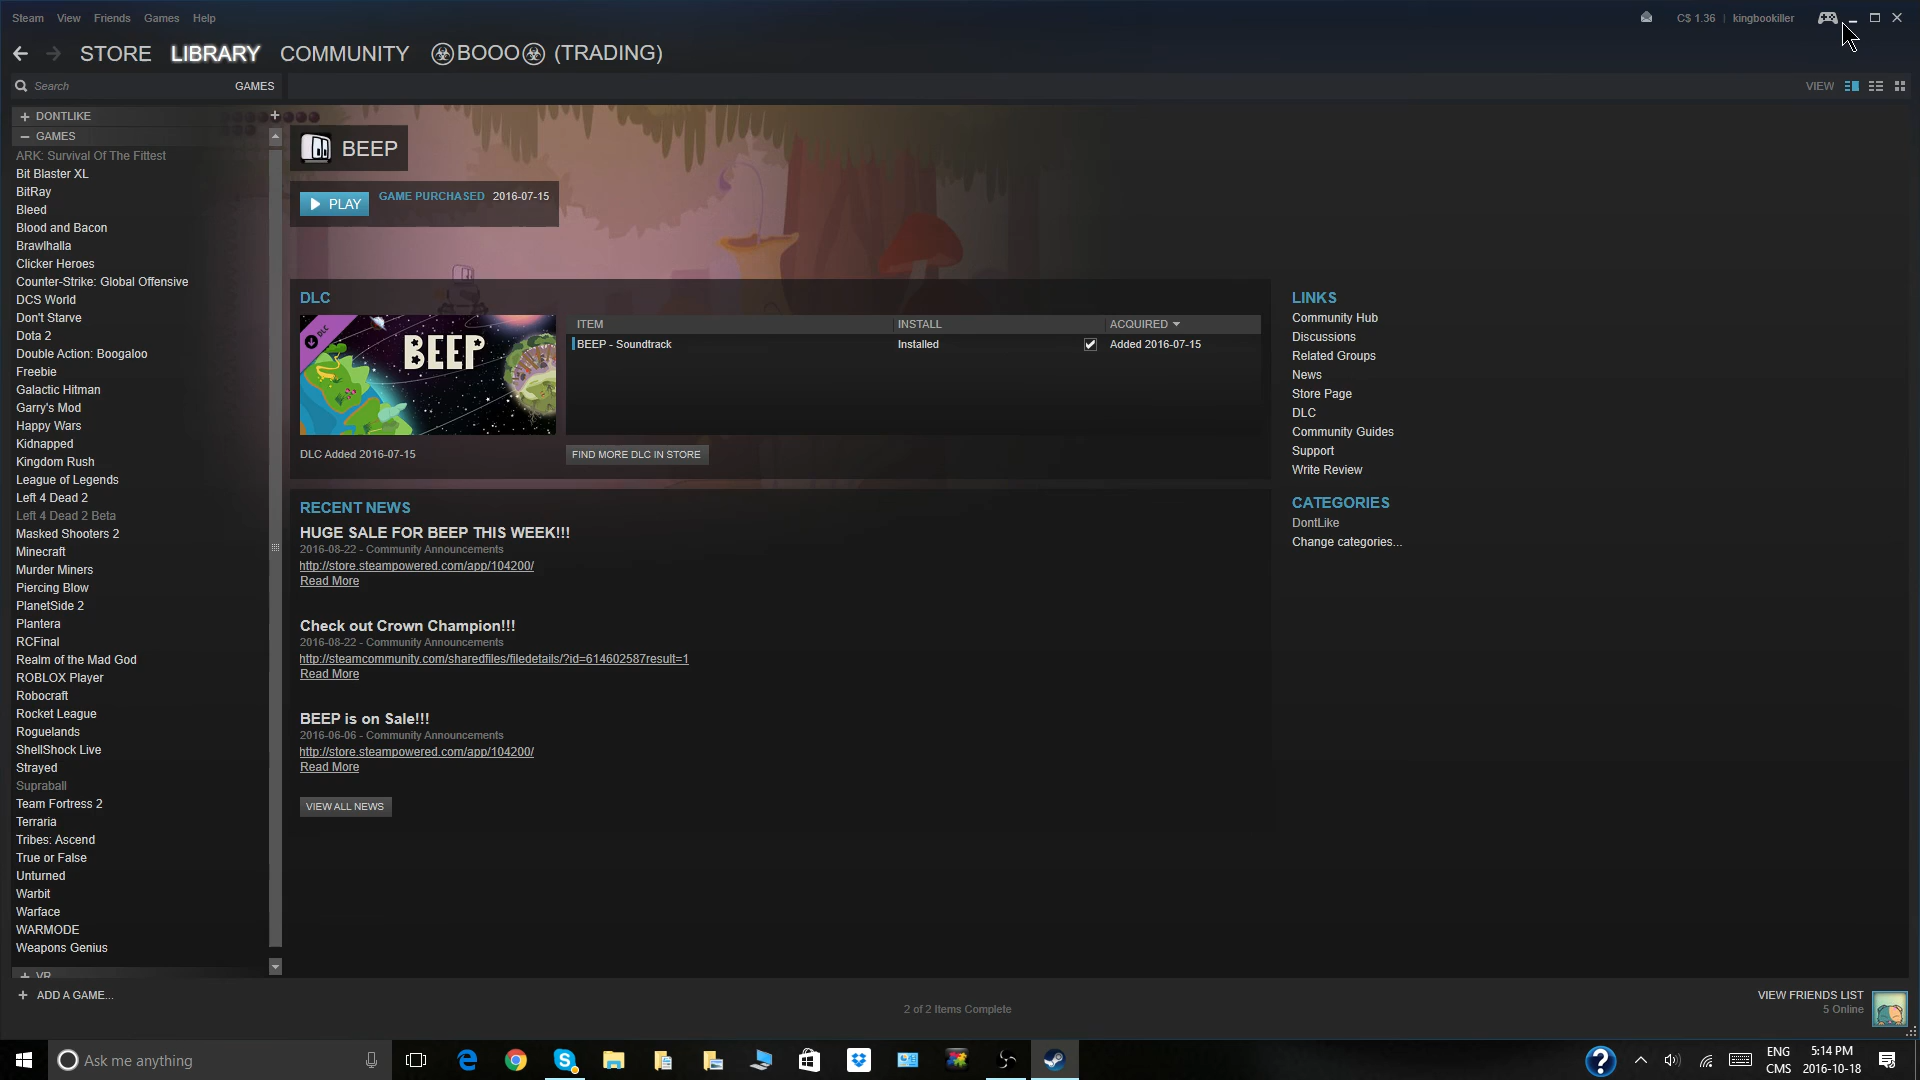 Steam View Friends Games Help
C$ 1.36 | kingbookiller
STORE LIBRARY COMMUNITY ☣BOOO☣ (TRADING)
Search GAMES
VIEW
+ DONTLIKE +
− GAMES
ARK: Survival Of The Fittest
Bit Blaster XL
BitRay
Bleed
Blood and Bacon
Brawlhalla
Clicker Heroes
Counter-Strike: Global Offensive
DCS World
Don't Starve
Dota 2
Double Action: Boogaloo
Freebie
Galactic Hitman
Garry's Mod
Happy Wars
Kidnapped
Kingdom Rush
League of Legends
Left 4 Dead 2
Left 4 Dead 2 Beta
Masked Shooters 2
Minecraft
Murder Miners
Piercing Blow
PlanetSide 2
Plantera
RCFinal
Realm of the Mad God
ROBLOX Player
Robocraft
Rocket League
Roguelands
ShellShock Live
Strayed
Supraball
Team Fortress 2
Terraria
Tribes: Ascend
True or False
Unturned
Warbit
Warface
WARMODE
Weapons Genius
+ VR
+ ADD A GAME...
BEEP
PLAY GAME PURCHASED 2016-07-15
DLC
DLC
BEEP
DLC Added 2016-07-15
ITEM INSTALL ACQUIRED
BEEP - Soundtrack Installed Added 2016-07-15
FIND MORE DLC IN STORE
RECENT NEWS
HUGE SALE FOR BEEP THIS WEEK!!!
2016-08-22 - Community Announcements
http://store.steampowered.com/app/104200/
Read More
Check out Crown Champion!!!
2016-08-22 - Community Announcements
http://steamcommunity.com/sharedfiles/filedetails/?id=614602587result=1
Read More
BEEP is on Sale!!!
2016-06-06 - Community Announcements
http://store.steampowered.com/app/104200/
Read More
VIEW ALL NEWS
LINKS
Community Hub
Discussions
Related Groups
News
Store Page
DLC
Community Guides
Support
Write Review
CATEGORIES
DontLike
Change categories...
2 of 2 Items Complete
VIEW FRIENDS LIST
5 Online
Ask me anything
ENG
CMS
5:14 PM
2016-10-18